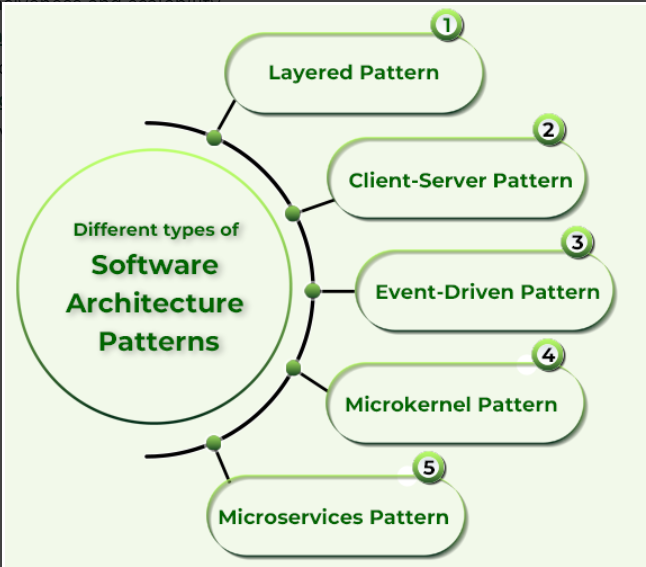 1
Layered Pattern
2
Client-Server Pattern
3
Event-Driven Pattern
4
Microkernel Pattern
5
Microservices Pattern
Different types of
Software
Architecture
Patterns